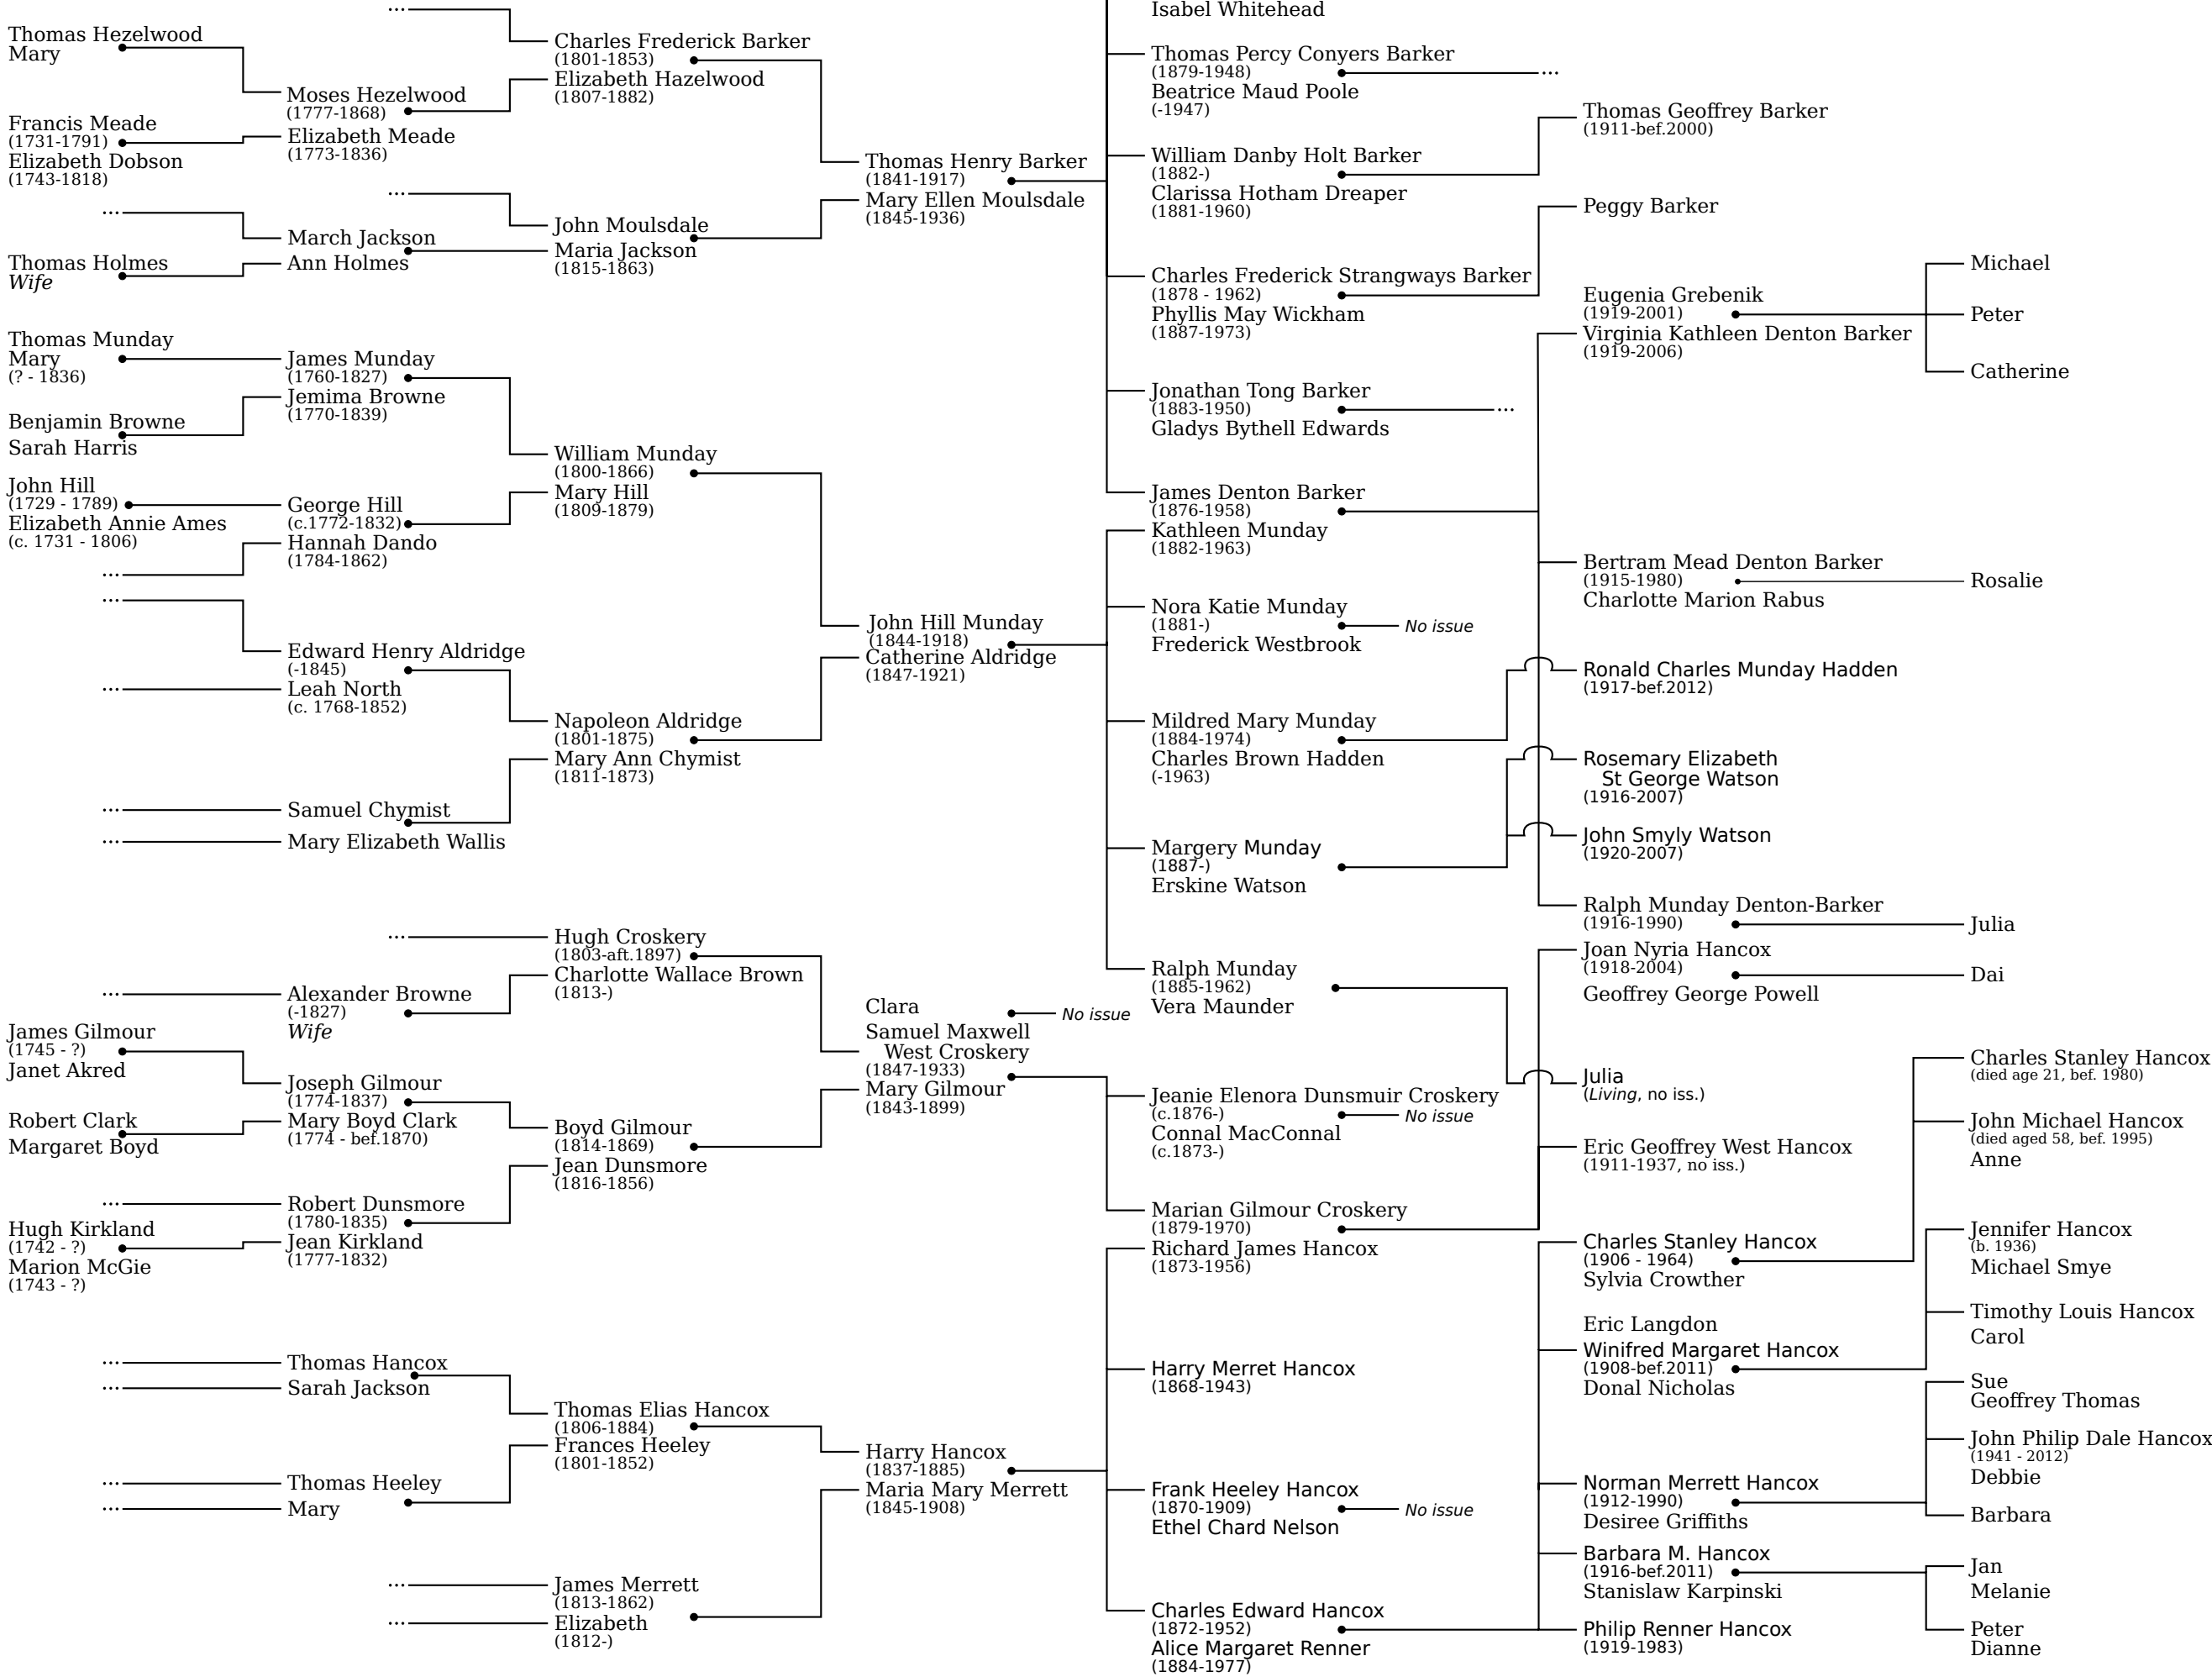 ...
Thomas Hezelwood
Mary
Francis Meade
(1731-1791)
Elizabeth Dobson
(1743-1818)
...
Thomas Holmes
Wife
Thomas Munday
Mary
(? - 1836)
Benjamin Browne
Sarah Harris
John Hill
(1729 - 1789)
Elizabeth Annie Ames
(c. 1731 - 1806)
...
...
...
...
...
...
James Gilmour
(1745 - ?)
Janet Akred
Robert Clark
Margaret Boyd
...
Hugh Kirkland
(1742 - ?)
Marion McGie
(1743 - ?)
...
...
...
...
Moses Hezelwood
(1777-1868)
Elizabeth Meade
(1773-1836)
...
March Jackson
Ann Holmes
James Munday
(1760-1827)
Jemima Browne
(1770-1839)
George Hill
(c.1772-1832)
Hannah Dando
(1784-1862)
Edward Henry Aldridge
(-1845)
Leah North
(c. 1768-1852)
Samuel Chymist
Mary Elizabeth Wallis
...
Alexander Browne
(-1827)
Wife
Joseph Gilmour
(1774-1837)
Mary Boyd Clark
(1774 - bef.1870)
Robert Dunsmore
(1780-1835)
Jean Kirkland
(1777-1832)
Thomas Hancox
Sarah Jackson
Thomas Heeley
Mary
...
...
Charles Frederick Barker
(1801-1853)
Elizabeth Hazelwood
(1807-1882)
John Moulsdale
Maria Jackson
(1815-1863)
William Munday
(1800-1866)
Mary Hill
(1809-1879)
Napoleon Aldridge
(1801-1875)
Mary Ann Chymist
(1811-1873)
Hugh Croskery
(1803-aft.1897)
Charlotte Wallace Brown
(1813-)
Boyd Gilmour
(1814-1869)
Jean Dunsmore
(1816-1856)
Thomas Elias Hancox
(1806-1884)
Frances Heeley
(1801-1852)
James Merrett
(1813-1862)
Elizabeth
(1812-)
Thomas Henry Barker
(1841-1917)
Mary Ellen Moulsdale
(1845-1936)
John Hill Munday
(1844-1918)
Catherine Aldridge
(1847-1921)
Clara
No issue
Samuel Maxwell
West Croskery
(1847-1933)
Mary Gilmour
(1843-1899)
Harry Hancox
(1837-1885)
Maria Mary Merrett
(1845-1908)
Isabel Whitehead
Thomas Percy Conyers Barker
(1879-1948)
...
Beatrice Maud Poole
(-1947)
William Danby Holt Barker
(1882-)
Clarissa Hotham Dreaper
(1881-1960)
Charles Frederick Strangways Barker
(1878 - 1962)
Phyllis May Wickham
(1887-1973)
Jonathan Tong Barker
(1883-1950)
...
Gladys Bythell Edwards
James Denton Barker
(1876-1958)
Kathleen Munday
(1882-1963)
Nora Katie Munday
(1881-)
No issue
Frederick Westbrook
Mildred Mary Munday
(1884-1974)
Charles Brown Hadden
(-1963)
Margery Munday
(1887-)
Erskine Watson
Ralph Munday
(1885-1962)
Vera Maunder
Jeanie Elenora Dunsmuir Croskery
(c.1876-)
No issue
Connal MacConnal
(c.1873-)
Marian Gilmour Croskery
(1879-1970)
Richard James Hancox
(1873-1956)
Harry Merret Hancox
(1868-1943)
Frank Heeley Hancox
(1870-1909)
No issue
Ethel Chard Nelson
Charles Edward Hancox
(1872-1952)
Alice Margaret Renner
(1884-1977)
Thomas Geoffrey Barker
(1911-bef.2000)
Peggy Barker
Eugenia Grebenik
(1919-2001)
Virginia Kathleen Denton Barker
(1919-2006)
Bertram Mead Denton Barker
(1915-1980)
Charlotte Marion Rabus
Ronald Charles Munday Hadden
(1917-bef.2012)
Rosemary Elizabeth
St George Watson
(1916-2007)
John Smyly Watson
(1920-2007)
Ralph Munday Denton-Barker
(1916-1990)
Joan Nyria Hancox
(1918-2004)
Geoffrey George Powell
Julia
(Living, no iss.)
Eric Geoffrey West Hancox
(1911-1937, no iss.)
Charles Stanley Hancox
(1906 - 1964)
Sylvia Crowther
Eric Langdon
Winifred Margaret Hancox
(1908-bef.2011)
Donal Nicholas
Norman Merrett Hancox
(1912-1990)
Desiree Griffiths
Barbara M. Hancox
(1916-bef.2011)
Stanislaw Karpinski
Philip Renner Hancox
(1919-1983)
Michael
Peter
Catherine
Rosalie
Julia
Dai
Charles Stanley Hancox
(died age 21, bef. 1980)
John Michael Hancox
(died aged 58, bef. 1995)
Anne
Jennifer Hancox
(b. 1936)
Michael Smye
Timothy Louis Hancox
Carol
Sue
Geoffrey Thomas
John Philip Dale Hancox
(1941 - 2012)
Debbie
Barbara
Jan
Melanie
Peter
Dianne